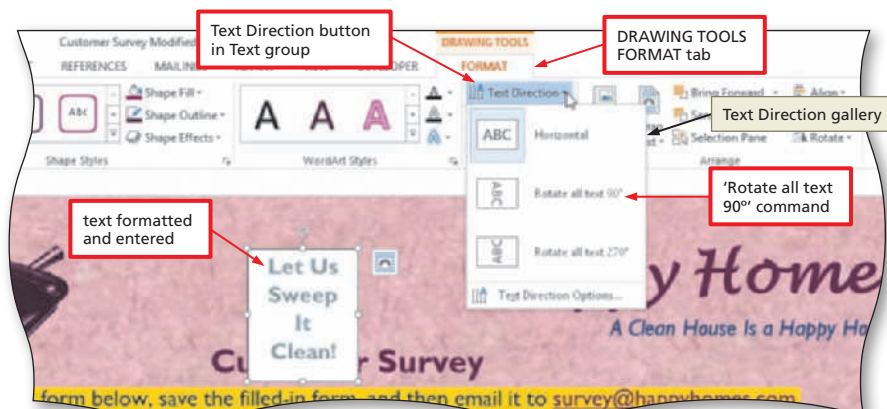 Customer Survey Modified
Text Direction button
in Text group
DRAWING TOOLS
DRAWING TOOLS
FORMAT tab
REFERENCES
FORMAT
Abc
Shape Fill
Shape Outline
Shape Effects
A A A
Text Direction
Bring Forward
Align
Text Direction gallery
Selection Pane
Rotate
Shape Styles
WordArt Styles
Arrange
ABC
Horizontal
ABC
Rotate all text 90°
ABC
Rotate all text 270°
Text Direction Options...
'Rotate all text
90°' command
text formatted
and entered
Let Us
Sweep
It
Clean!
y Home
A Clean House Is a Happy Ho
Cu r Survey
form below, save the filled-in form, and then email it to survey@happyhomes.com